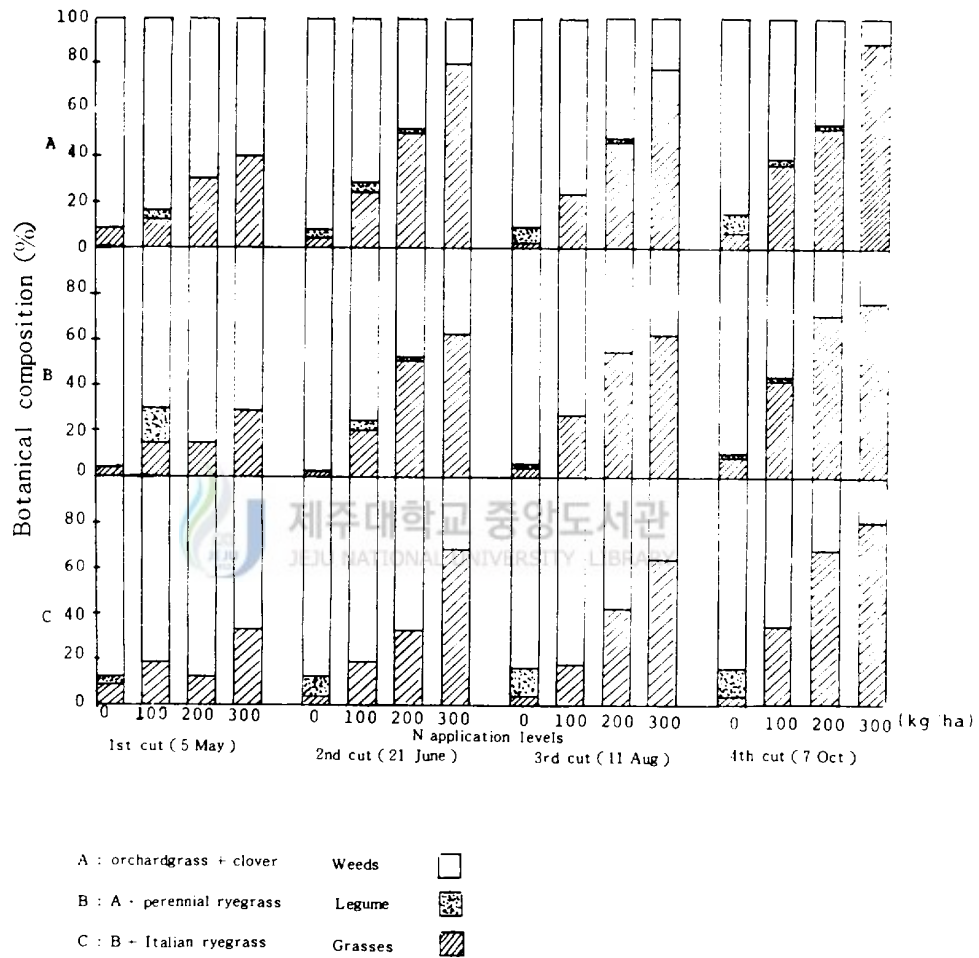 Botanical composition (%)
100
80
60
A 40
20
0
80
60
B 40
20
0
80
60
C 40
20
0
제주대학교 중앙도서관
JEJU NATIONAL UNIVERSITY LIBRARY
JEJU
0 100 200 300 0 100 200 300 0 100 200 300 0 100 200 300 (kg/ha)
N application levels
1st cut (5 May) 2nd cut (21 June) 3rd cut (11 Aug) 4th cut (7 Oct)
A : orchardgrass + clover Weeds
B : A + perennial ryegrass Legume
C : B + Italian ryegrass Grasses